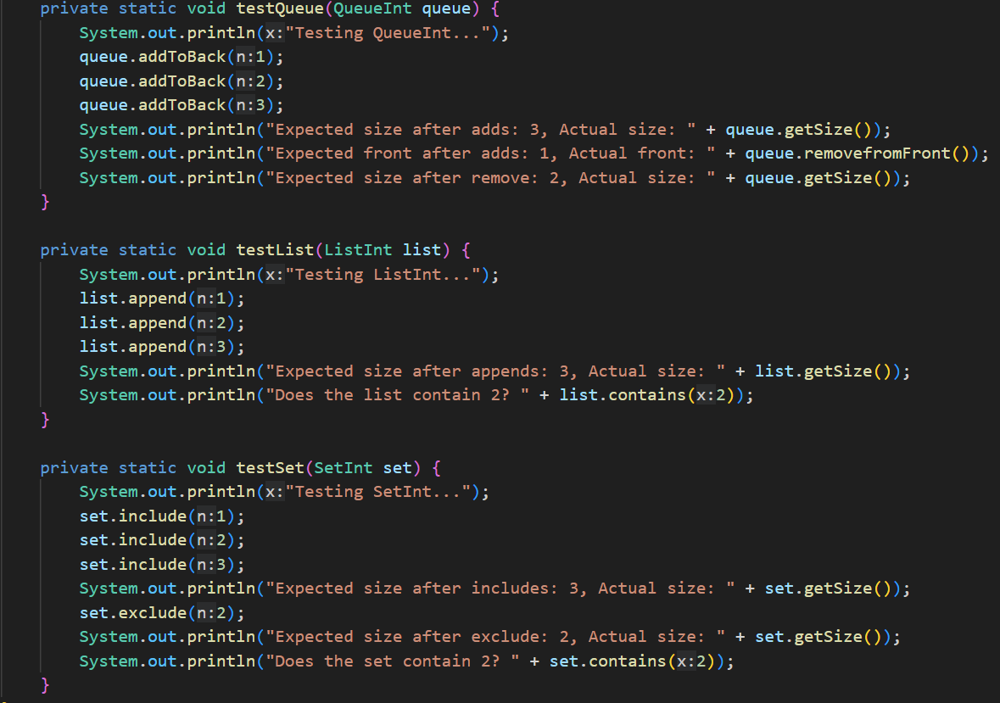 private static void testQueue(QueueInt queue) {
    System.out.println(x:"Testing QueueInt...");
    queue.addToBack(n:1);
    queue.addToBack(n:2);
    queue.addToBack(n:3);
    System.out.println("Expected size after adds: 3, Actual size: " + queue.getSize());
    System.out.println("Expected front after adds: 1, Actual front: " + queue.removefromFront());
    System.out.println("Expected size after remove: 2, Actual size: " + queue.getSize());
}

private static void testList(ListInt list) {
    System.out.println(x:"Testing ListInt...");
    list.append(n:1);
    list.append(n:2);
    list.append(n:3);
    System.out.println("Expected size after appends: 3, Actual size: " + list.getSize());
    System.out.println("Does the list contain 2? " + list.contains(x:2));
}

private static void testSet(SetInt set) {
    System.out.println(x:"Testing SetInt...");
    set.include(n:1);
    set.include(n:2);
    set.include(n:3);
    System.out.println("Expected size after includes: 3, Actual size: " + set.getSize());
    set.exclude(n:2);
    System.out.println("Expected size after exclude: 2, Actual size: " + set.getSize());
    System.out.println("Does the set contain 2? " + set.contains(x:2));
}